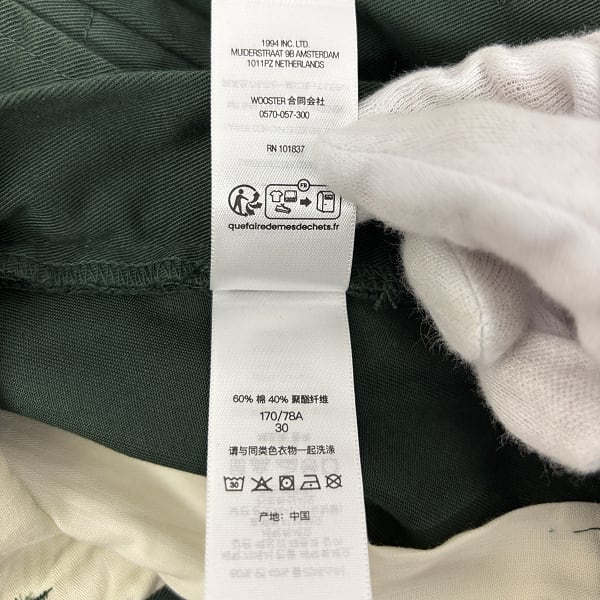 1994 INC. LTD.
MUIDERSTRAAT 9B AMSTERDAM
1011PZ NETHERLANDS
WOOSTER 合同会社
0570-057-300
RN 101837
FR
quefairedemesdechets.fr
60% 棉 40% 聚酯纤维
170/78A
30
请与同类色衣物一起洗涤
30
产地: 中国